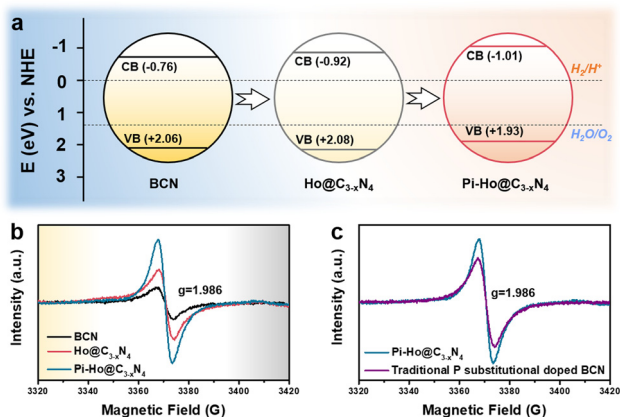 a
E (eV) vs. NHE
-1
0
1
2
3
CB (-0.76)
VB (+2.06)
BCN
CB (-0.92)
VB (+2.08)
Ho@C₃₋ₓN₄
CB (-1.01)
VB (+1.93)
Pi-Ho@C₃₋ₓN₄
H₂/H⁺
H₂O/O₂
b
Intensity (a.u.)
g=1.986
BCN
Ho@C₃₋ₓN₄
Pi-Ho@C₃₋ₓN₄
3320 3340 3360 3380 3400 3420
Magnetic Field (G)
c
Intensity (a.u.)
g=1.986
Pi-Ho@C₃₋ₓN₄
Traditional P substitutional doped BCN
3320 3340 3360 3380 3400 3420
Magnetic Field (G)